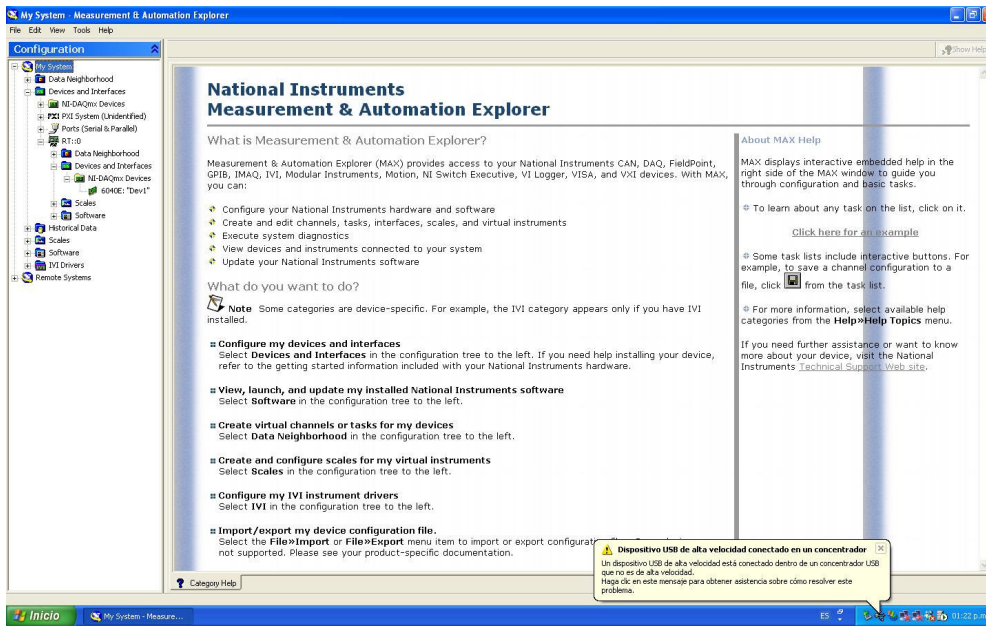 My System - Measurement & Automation Explorer
File Edit View Tools Help
Configuration
Show Help
My System
Data Neighborhood
Devices and Interfaces
NI-DAQmx Devices
PXI PXI System (Unidentified)
Ports (Serial & Parallel)
RT::0
Data Neighborhood
Devices and Interfaces
NI-DAQmx Devices
6040E: "Dev1"
Scales
Software
Historical Data
Scales
Software
IVI Drivers
Remote Systems
National Instruments
Measurement & Automation Explorer
What is Measurement & Automation Explorer?
Measurement & Automation Explorer (MAX) provides access to your National Instruments CAN, DAQ, FieldPoint,
GPIB, IMAQ, IVI, Modular Instruments, Motion, NI Switch Executive, VI Logger, VISA, and VXI devices. With MAX,
you can:
Configure your National Instruments hardware and software
Create and edit channels, tasks, interfaces, scales, and virtual instruments
Execute system diagnostics
View devices and instruments connected to your system
Update your National Instruments software
What do you want to do?
Note Some categories are device-specific. For example, the IVI category appears only if you have IVI
installed.
Configure my devices and interfaces
Select Devices and Interfaces in the configuration tree to the left. If you need help installing your device,
refer to the getting started information included with your National Instruments hardware.
View, launch, and update my installed National Instruments software
Select Software in the configuration tree to the left.
Create virtual channels or tasks for my devices
Select Data Neighborhood in the configuration tree to the left.
Create and configure scales for my virtual instruments
Select Scales in the configuration tree to the left.
Configure my IVI instrument drivers
Select IVI in the configuration tree to the left.
Import/export my device configuration file.
Select the File»Import or File»Export menu item to import or export
not supported. Please see your product-specific documentation.
About MAX Help
MAX displays interactive embedded help in the
right side of the MAX window to guide you
through configuration and basic tasks.
To learn about any task on the list, click on it.
Click here for an example
Some task lists include interactive buttons. For
example, to save a channel configuration to a
file, click from the task list.
For more information, select available help
categories from the Help»Help Topics menu.
If you need further assistance or want to know
more about your device, visit the National
Instruments Technical Support Web site.
Dispositivo USB de alta velocidad conectado en un concentrador
Un dispositivo USB de alta velocidad está conectado dentro de un concentrador USB
que no es de alta velocidad.
Haga clic en este mensaje para obtener asistencia sobre cómo resolver este
problema.
Category Help
Inicio
My System - Measure...
ES
01:22 p.m.